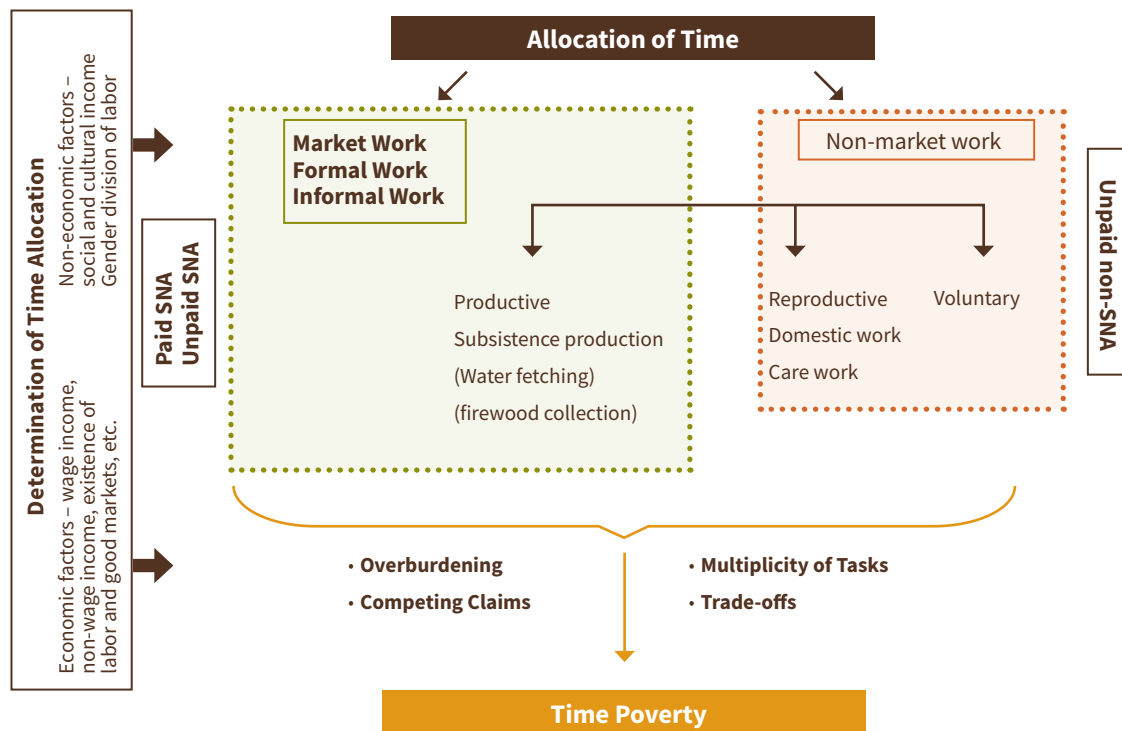 Allocation of Time
Determination of Time Allocation
Non-economic factors –
social and cultural income
Gender division of labor
Economic factors – wage income,
non-wage income, existence of
labor and good markets, etc.
Paid SNA
Unpaid SNA
Market Work
Formal Work
Informal Work
Non-market work
Unpaid non-SNA
Productive
Subsistence production
(Water fetching)
(firewood collection)
Reproductive
Domestic work
Care work
Voluntary
• Overburdening
• Competing Claims
• Multiplicity of Tasks
• Trade-offs
Time Poverty